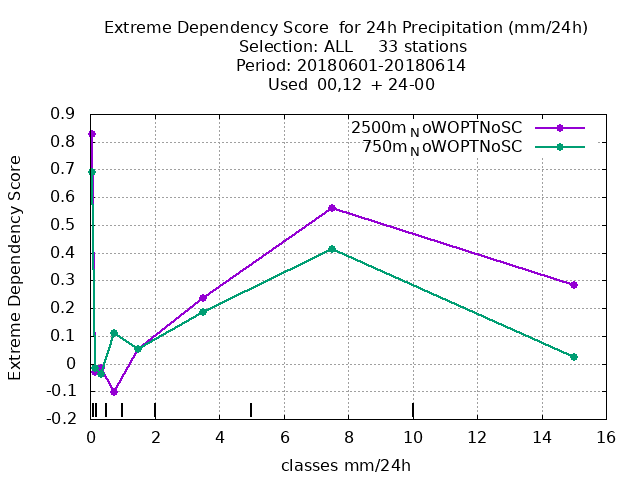 Extreme Dependency Score  for 24h Precipitation (mm/24h)
Selection: ALL     33 stations
Period: 20180601-20180614
Used  00,12  + 24-00
2500m_NoWOPTNoSC
750m_NoWOPTNoSC
Extreme Dependency Score
0.9
0.8
0.7
0.6
0.5
0.4
0.3
0.2
0.1
0
-0.1
-0.2
0 2 4 6 8 10 12 14 16
classes mm/24h